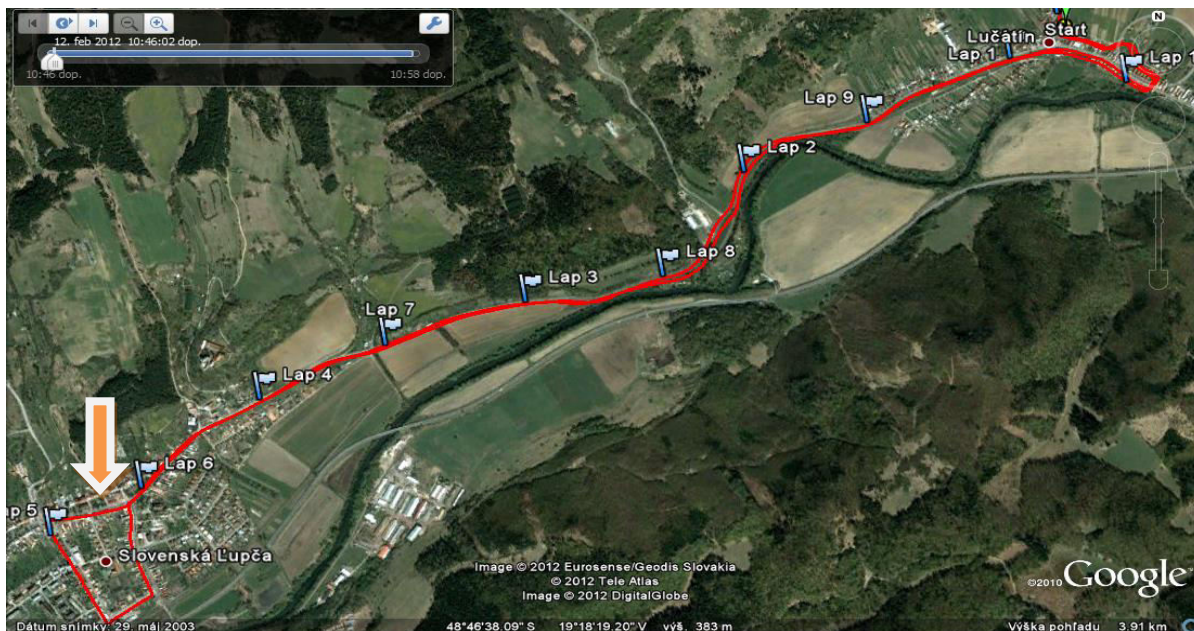 12. feb 2012 10:46:02 dop.
10:46 dop.
10:58 dop.
N
Lučatín
Start
Lap 1
Lap 1
Lap 9
Lap 2
Lap 8
Lap 3
Lap 7
Lap 4
Lap 6
ap 5
Slovenská Ľupča
Image © 2012 Eurosense/Geodis Slovakia
© 2012 Tele Atlas
Image © 2012 DigitalGlobe
©2010 Google
Dátum snímky: 29. máj 2003
48°46'38.09" S 19°18'19.20" V výš. 383 m
Výška pohľadu 3.91 km